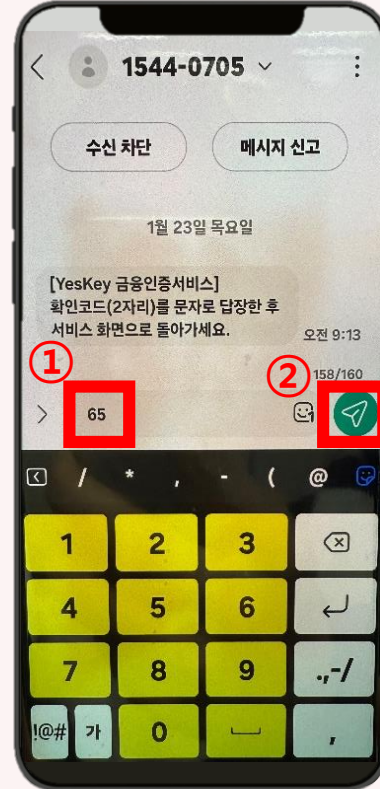 1544-0705
수신 차단
메시지 신고
1월 23일 목요일
[YesKey 금융인증서비스]
확인코드(2자리)를 문자로 답장한 후
서비스 화면으로 돌아가세요.
오전 9:13
①
②
158/160
65
1
/ * , - ( @
1 2 3
4 5 6
7 8 9 .,-/
!@# 가 0 ,